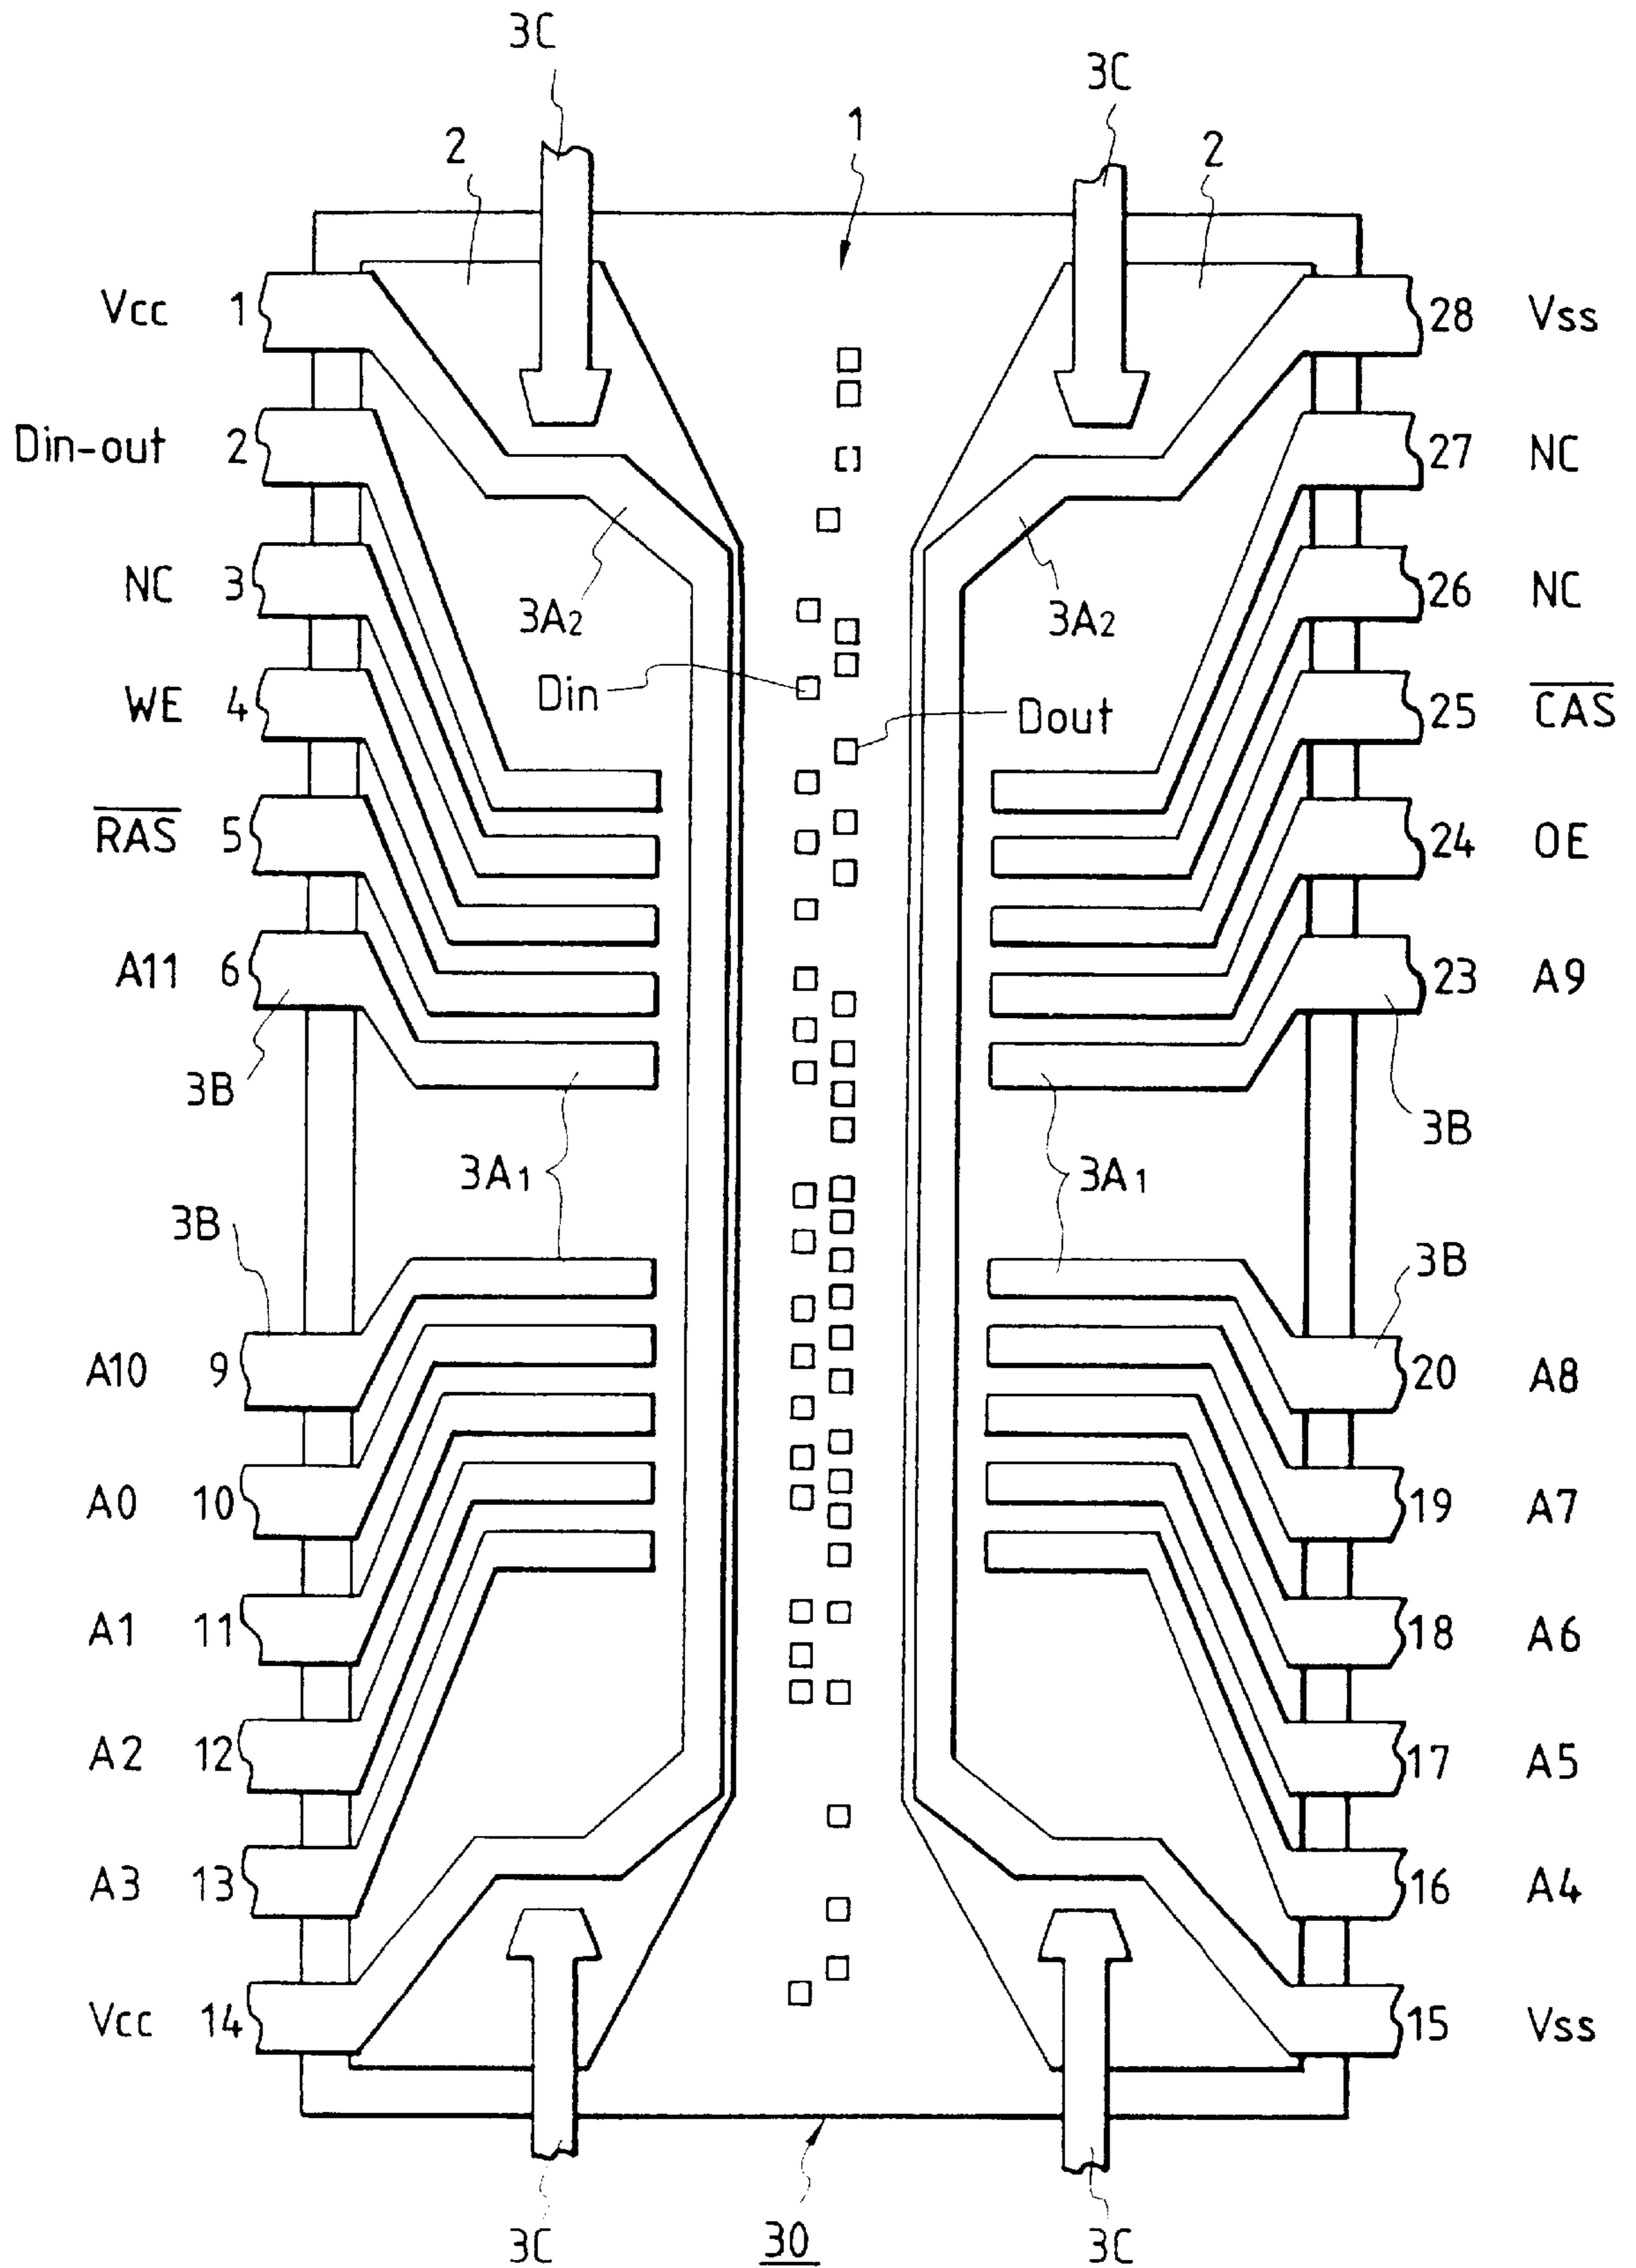 3C
3C
2
1
2
Vcc 1
28 Vss
Din-out 2
27 NC
NC 3
26 NC
3A2
3A2
WE 4
Din
Dout
25 CAS
RAS 5
24 OE
A11 6
23 A9
3B
3B
3A1
3A1
3B
3B
A10 9
20 A8
A0 10
19 A7
A1 11
18 A6
A2 12
17 A5
A3 13
16 A4
Vcc 14
15 Vss
3C
30
3C